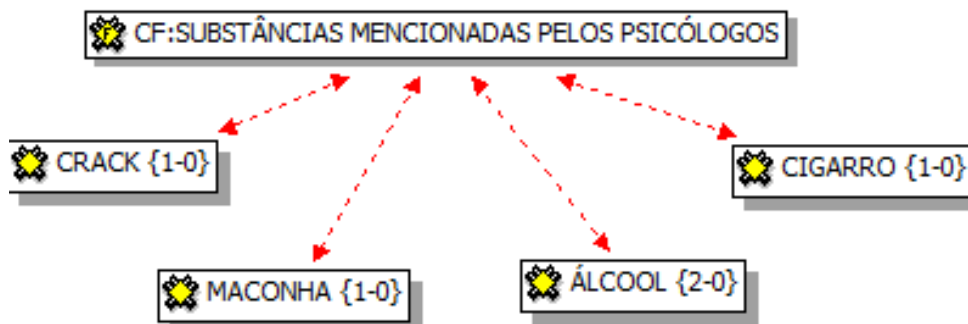 CF:SUBSTÂNCIAS MENCIONADAS PELOS PSICÓLOGOS
CRACK {1-0}
CIGARRO {1-0}
MACONHA {1-0}
ÁLCOOL {2-0}